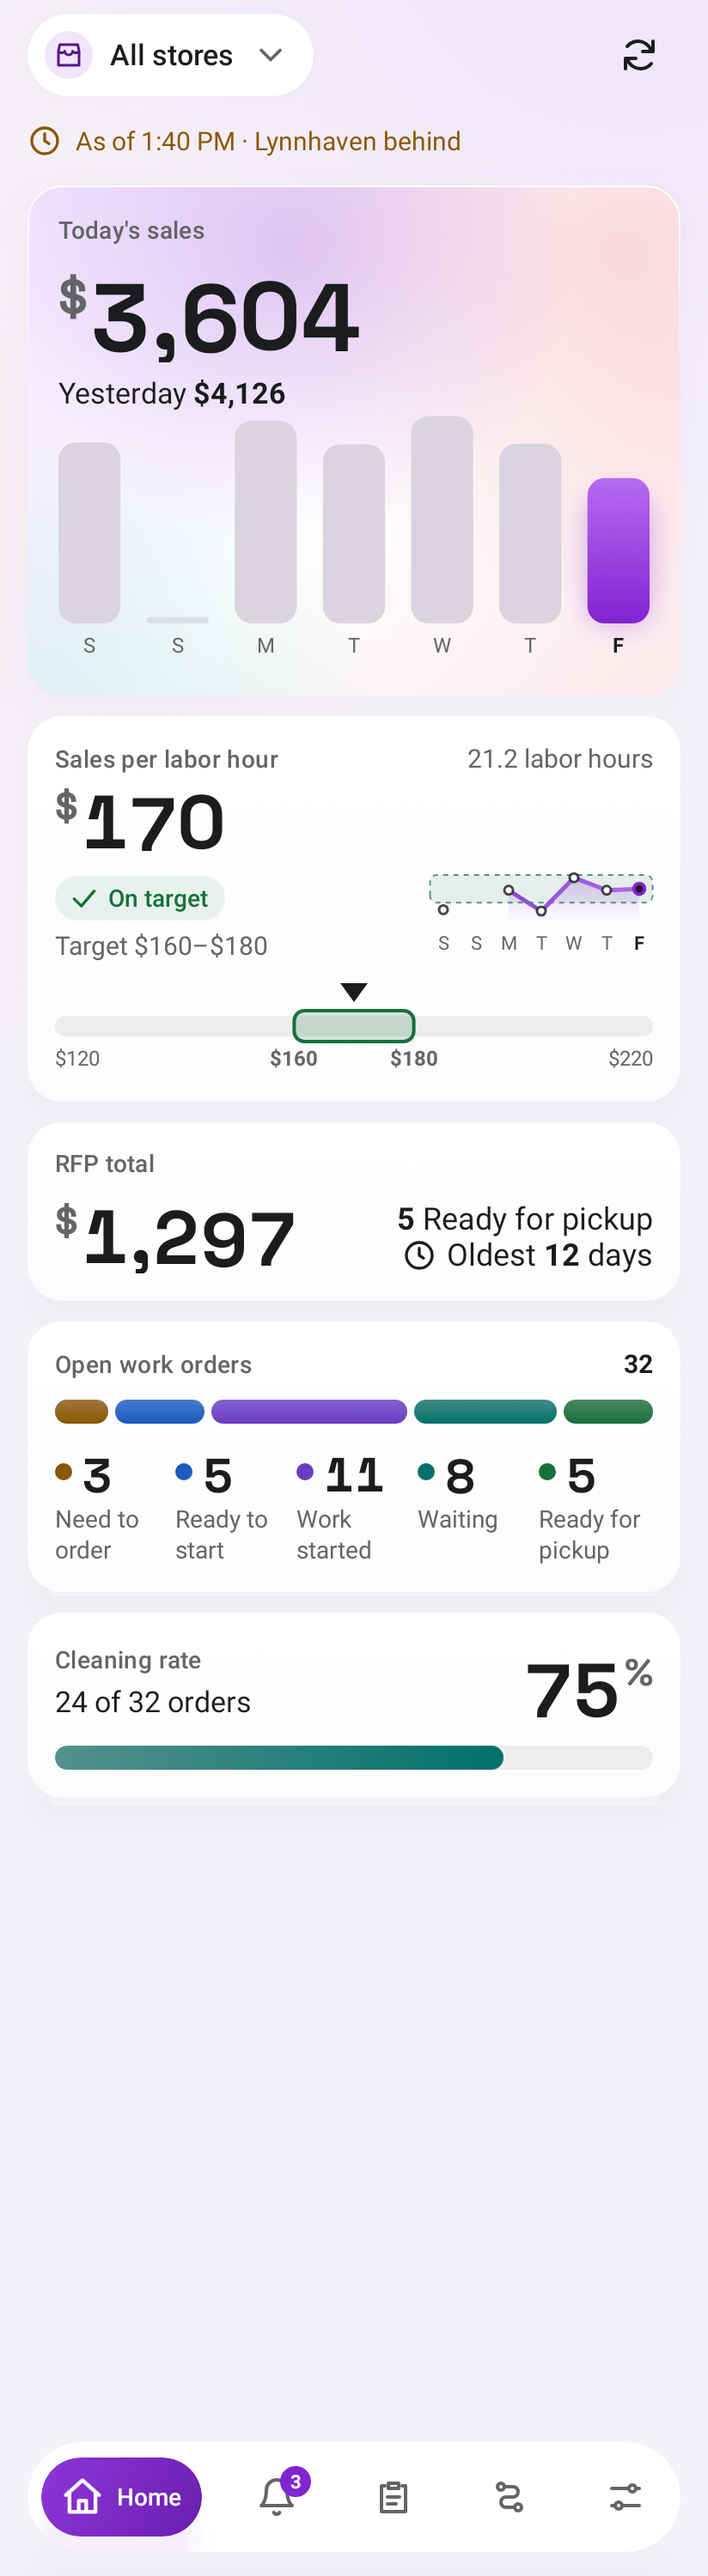 All stores
As of 1:40 PM · Lynnhaven behind
Today's sales
$3,604
Yesterday $4,126
S S M T W T F
Sales per labor hour
21.2 labor hours
$170
On target
Target $160–$180
S S M T W T F
$120 $160 $180 $220
RFP total
$1,297
5 Ready for pickup
Oldest 12 days
Open work orders
32
3 5 11 8 5
Need to order
Ready to start
Work started
Waiting
Ready for pickup
Cleaning rate
24 of 32 orders
75%
Home
3